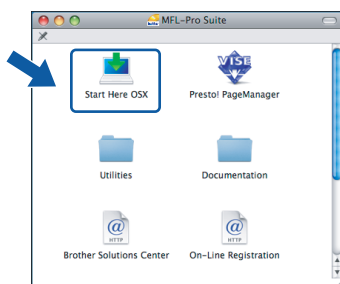 MFL-Pro Suite
Start Here OSX
Presto! PageManager
VISE
Utilities
Documentation
@
HTTP
@
HTTP
Brother Solutions Center
On-Line Registration